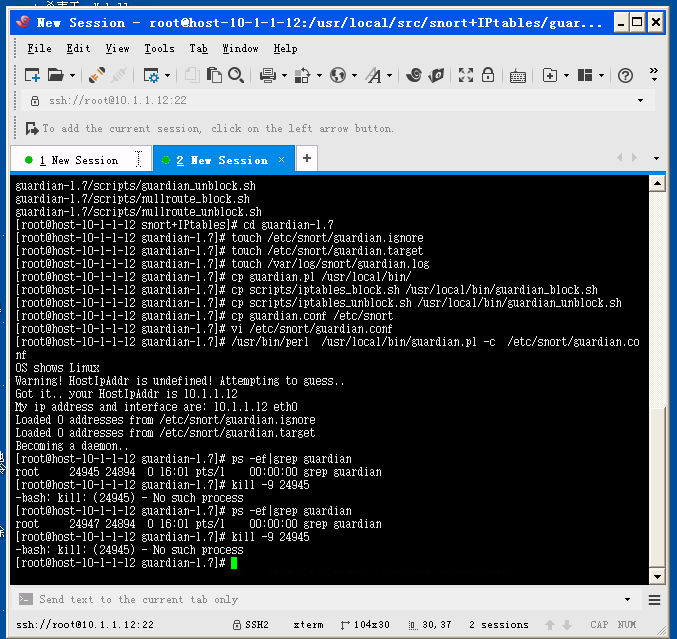 New Session - root@host-10-1-1-12:/usr/local/src/snort+IPtables/guar...
File Edit View Tools Tab Window Help
ssh://root@10.1.1.12:22
To add the current session, click on the left arrow button.
1 New Session
2 New Session × +
guardian-1.7/scripts/guardian_unblock.sh
guardian-1.7/scripts/nullroute_block.sh
guardian-1.7/scripts/nullroute_unblock.sh
[root@host-10-1-1-12 snort+IPtables]# cd guardian-1.7
[root@host-10-1-1-12 guardian-1.7]# touch /etc/snort/guardian.ignore
[root@host-10-1-1-12 guardian-1.7]# touch /etc/snort/guardian.target
[root@host-10-1-1-12 guardian-1.7]# touch /var/log/snort/guardian.log
[root@host-10-1-1-12 guardian-1.7]# cp guardian.pl /usr/local/bin/
[root@host-10-1-1-12 guardian-1.7]# cp scripts/iptables_block.sh /usr/local/bin/guardian_block.sh
[root@host-10-1-1-12 guardian-1.7]# cp scripts/iptables_unblock.sh /usr/local/bin/guardian_unblock.sh
[root@host-10-1-1-12 guardian-1.7]# cp guardian.conf /etc/snort
[root@host-10-1-1-12 guardian-1.7]# vi /etc/snort/guardian.conf
[root@host-10-1-1-12 guardian-1.7]# /usr/bin/perl  /usr/local/bin/guardian.pl -c  /etc/snort/guardian.co
nf
OS shows Linux
Warning! HostIpAddr is undefined! Attempting to guess..
Got it.. your HostIpAddr is 10.1.1.12
My ip address and interface are: 10.1.1.12 eth0
Loaded 0 addresses from /etc/snort/guardian.ignore
Loaded 0 addresses from /etc/snort/guardian.target
Becoming a daemon..
[root@host-10-1-1-12 guardian-1.7]# ps -ef|grep guardian
root     24945 24894  0 16:01 pts/1    00:00:00 grep guardian
[root@host-10-1-1-12 guardian-1.7]# kill -9 24945
-bash: kill: (24945) - No such process
[root@host-10-1-1-12 guardian-1.7]# ps -ef|grep guardian
root     24947 24894  0 16:01 pts/1    00:00:00 grep guardian
[root@host-10-1-1-12 guardian-1.7]# kill -9 24945
-bash: kill: (24945) - No such process
[root@host-10-1-1-12 guardian-1.7]#
Send text to the current tab only
ssh://root@10.1.1.12:22 SSH2 xterm 104x30 30,37 2 sessions CAP NUM